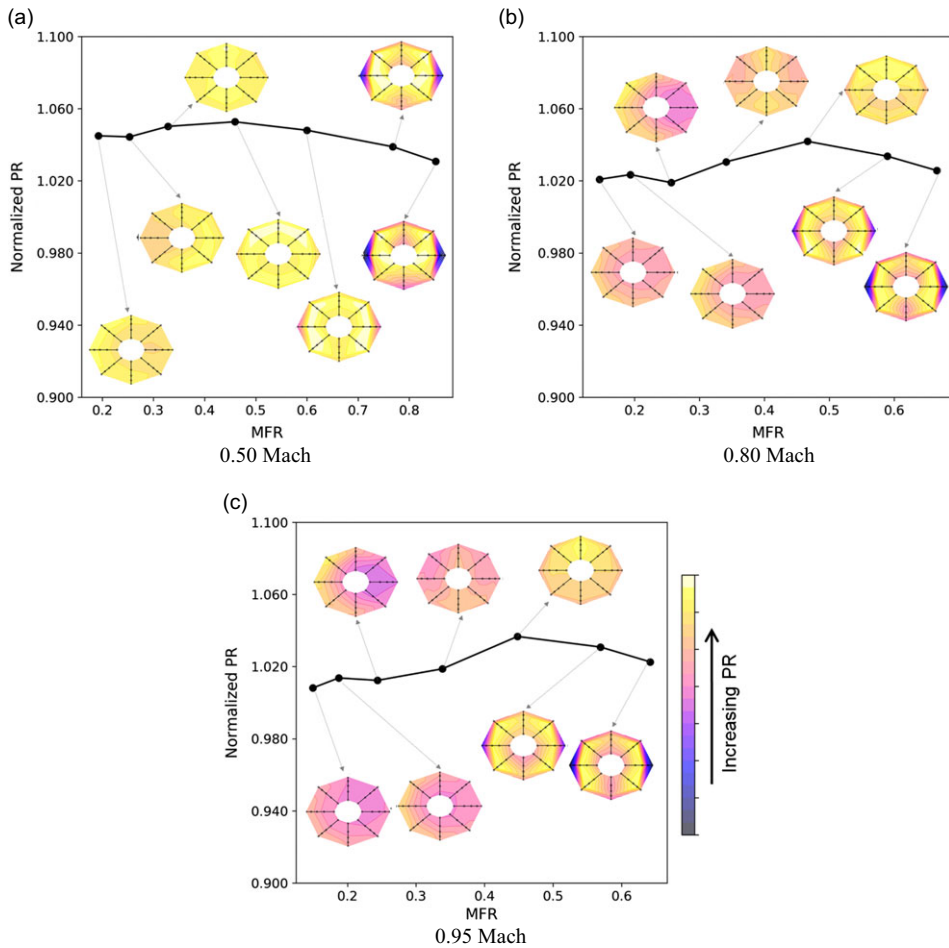 (a)
1.100
1.060
1.020
0.980
0.940
0.900
Normalized PR
0.2 0.3 0.4 0.5 0.6 0.7 0.8
MFR
0.50 Mach
(b)
1.100
1.060
1.020
0.980
0.940
0.900
Normalized PR
0.2 0.3 0.4 0.5 0.6
MFR
0.80 Mach
(c)
1.100
1.060
1.020
0.980
0.940
0.900
Normalized PR
0.2 0.3 0.4 0.5 0.6
MFR
0.95 Mach
Increasing PR